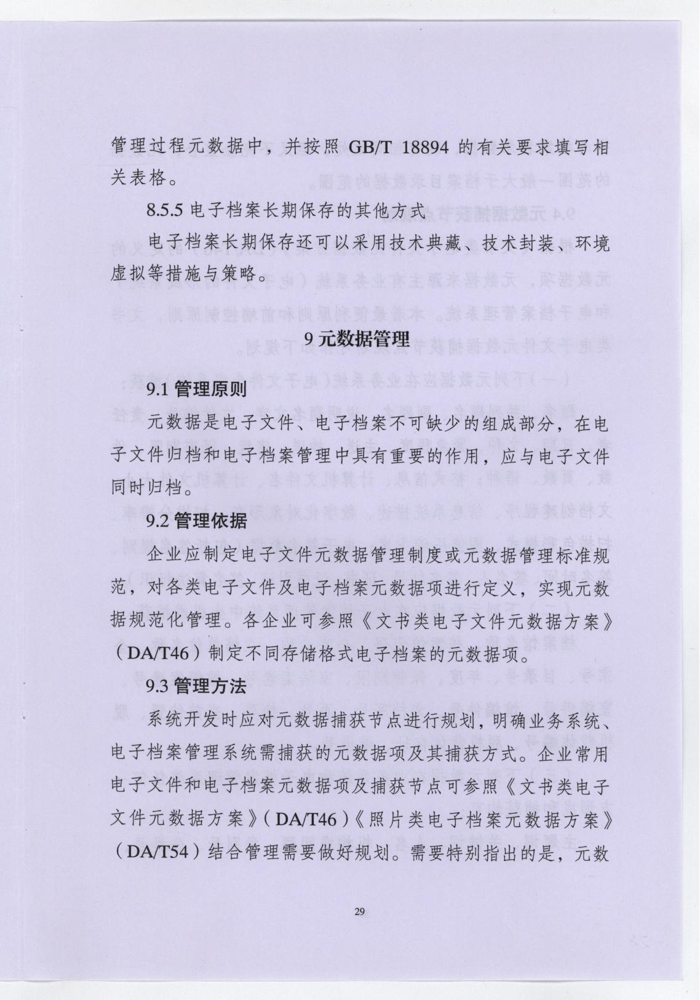 管理过程元数据中，并按照 GB/T 18894 的有关要求填写相
关表格。
8.5.5 电子档案长期保存的其他方式
电子档案长期保存还可以采用技术典藏、技术封装、环境
虚拟等措施与策略。
9 元数据管理
9.1 管理原则
元数据是电子文件、电子档案不可缺少的组成部分，在电
子文件归档和电子档案管理中具有重要的作用，应与电子文件
同时归档。
9.2 管理依据
企业应制定电子文件元数据管理制度或元数据管理标准规
范，对各类电子文件及电子档案元数据项进行定义，实现元数
据规范化管理。各企业可参照《文书类电子文件元数据方案》
（DA/T46）制定不同存储格式电子档案的元数据项。
9.3 管理方法
系统开发时应对元数据捕获节点进行规划，明确业务系统、
电子档案管理系统需捕获的元数据项及其捕获方式。企业常用
电子文件和电子档案元数据项及捕获节点可参照《文书类电子
文件元数据方案》（DA/T46）《照片类电子档案元数据方案》
（DA/T54）结合管理需要做好规划。需要特别指出的是，元数
29